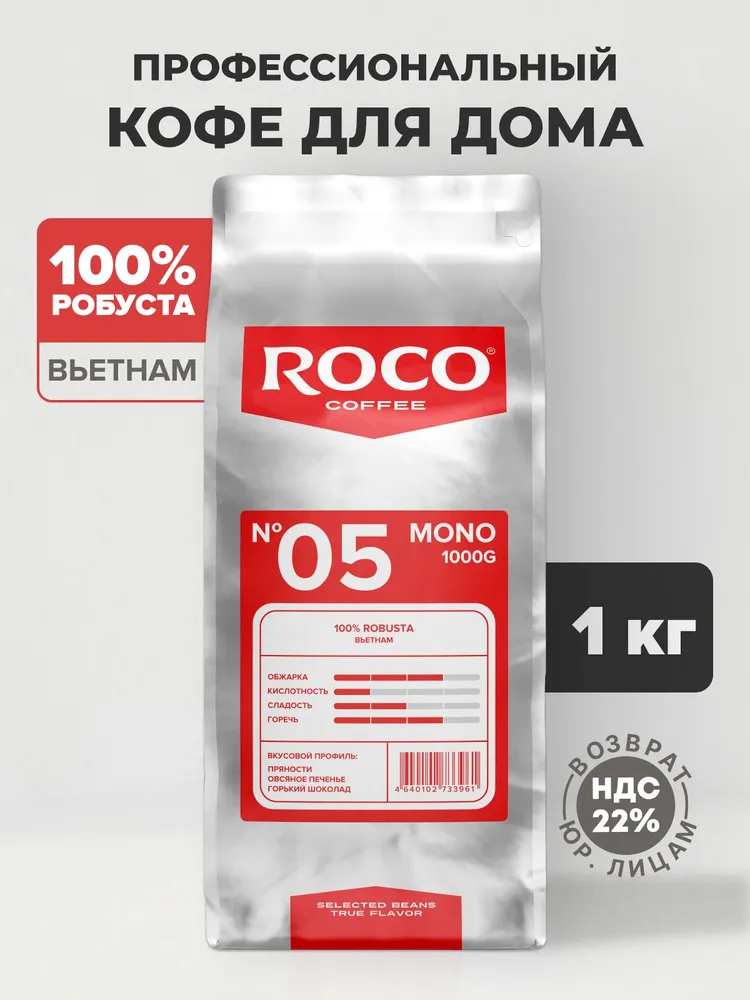 ПРОФЕССИОНАЛЬНЫЙ
КОФЕ ДЛЯ ДОМА
100%
РОБУСТА
ВЬЕТНАМ
ROCO®
COFFEE
Nº 05
MONO
1000G
100% ROBUSTA
ВЬЕТНАМ
ОБЖАРКА
КИСЛОТНОСТЬ
СЛАДОСТЬ
ГОРЕЧЬ
ВКУСОВОЙ ПРОФИЛЬ:
ПРЯНОСТИ
ОВСЯНОЕ ПЕЧЕНЬЕ
ГОРЬКИЙ ШОКОЛАД
4 640102 733961
1 кг
ВОЗВРАТ
НДС
22%
ЮР. ЛИЦАМ
SELECTED BEANS
TRUE FLAVOR